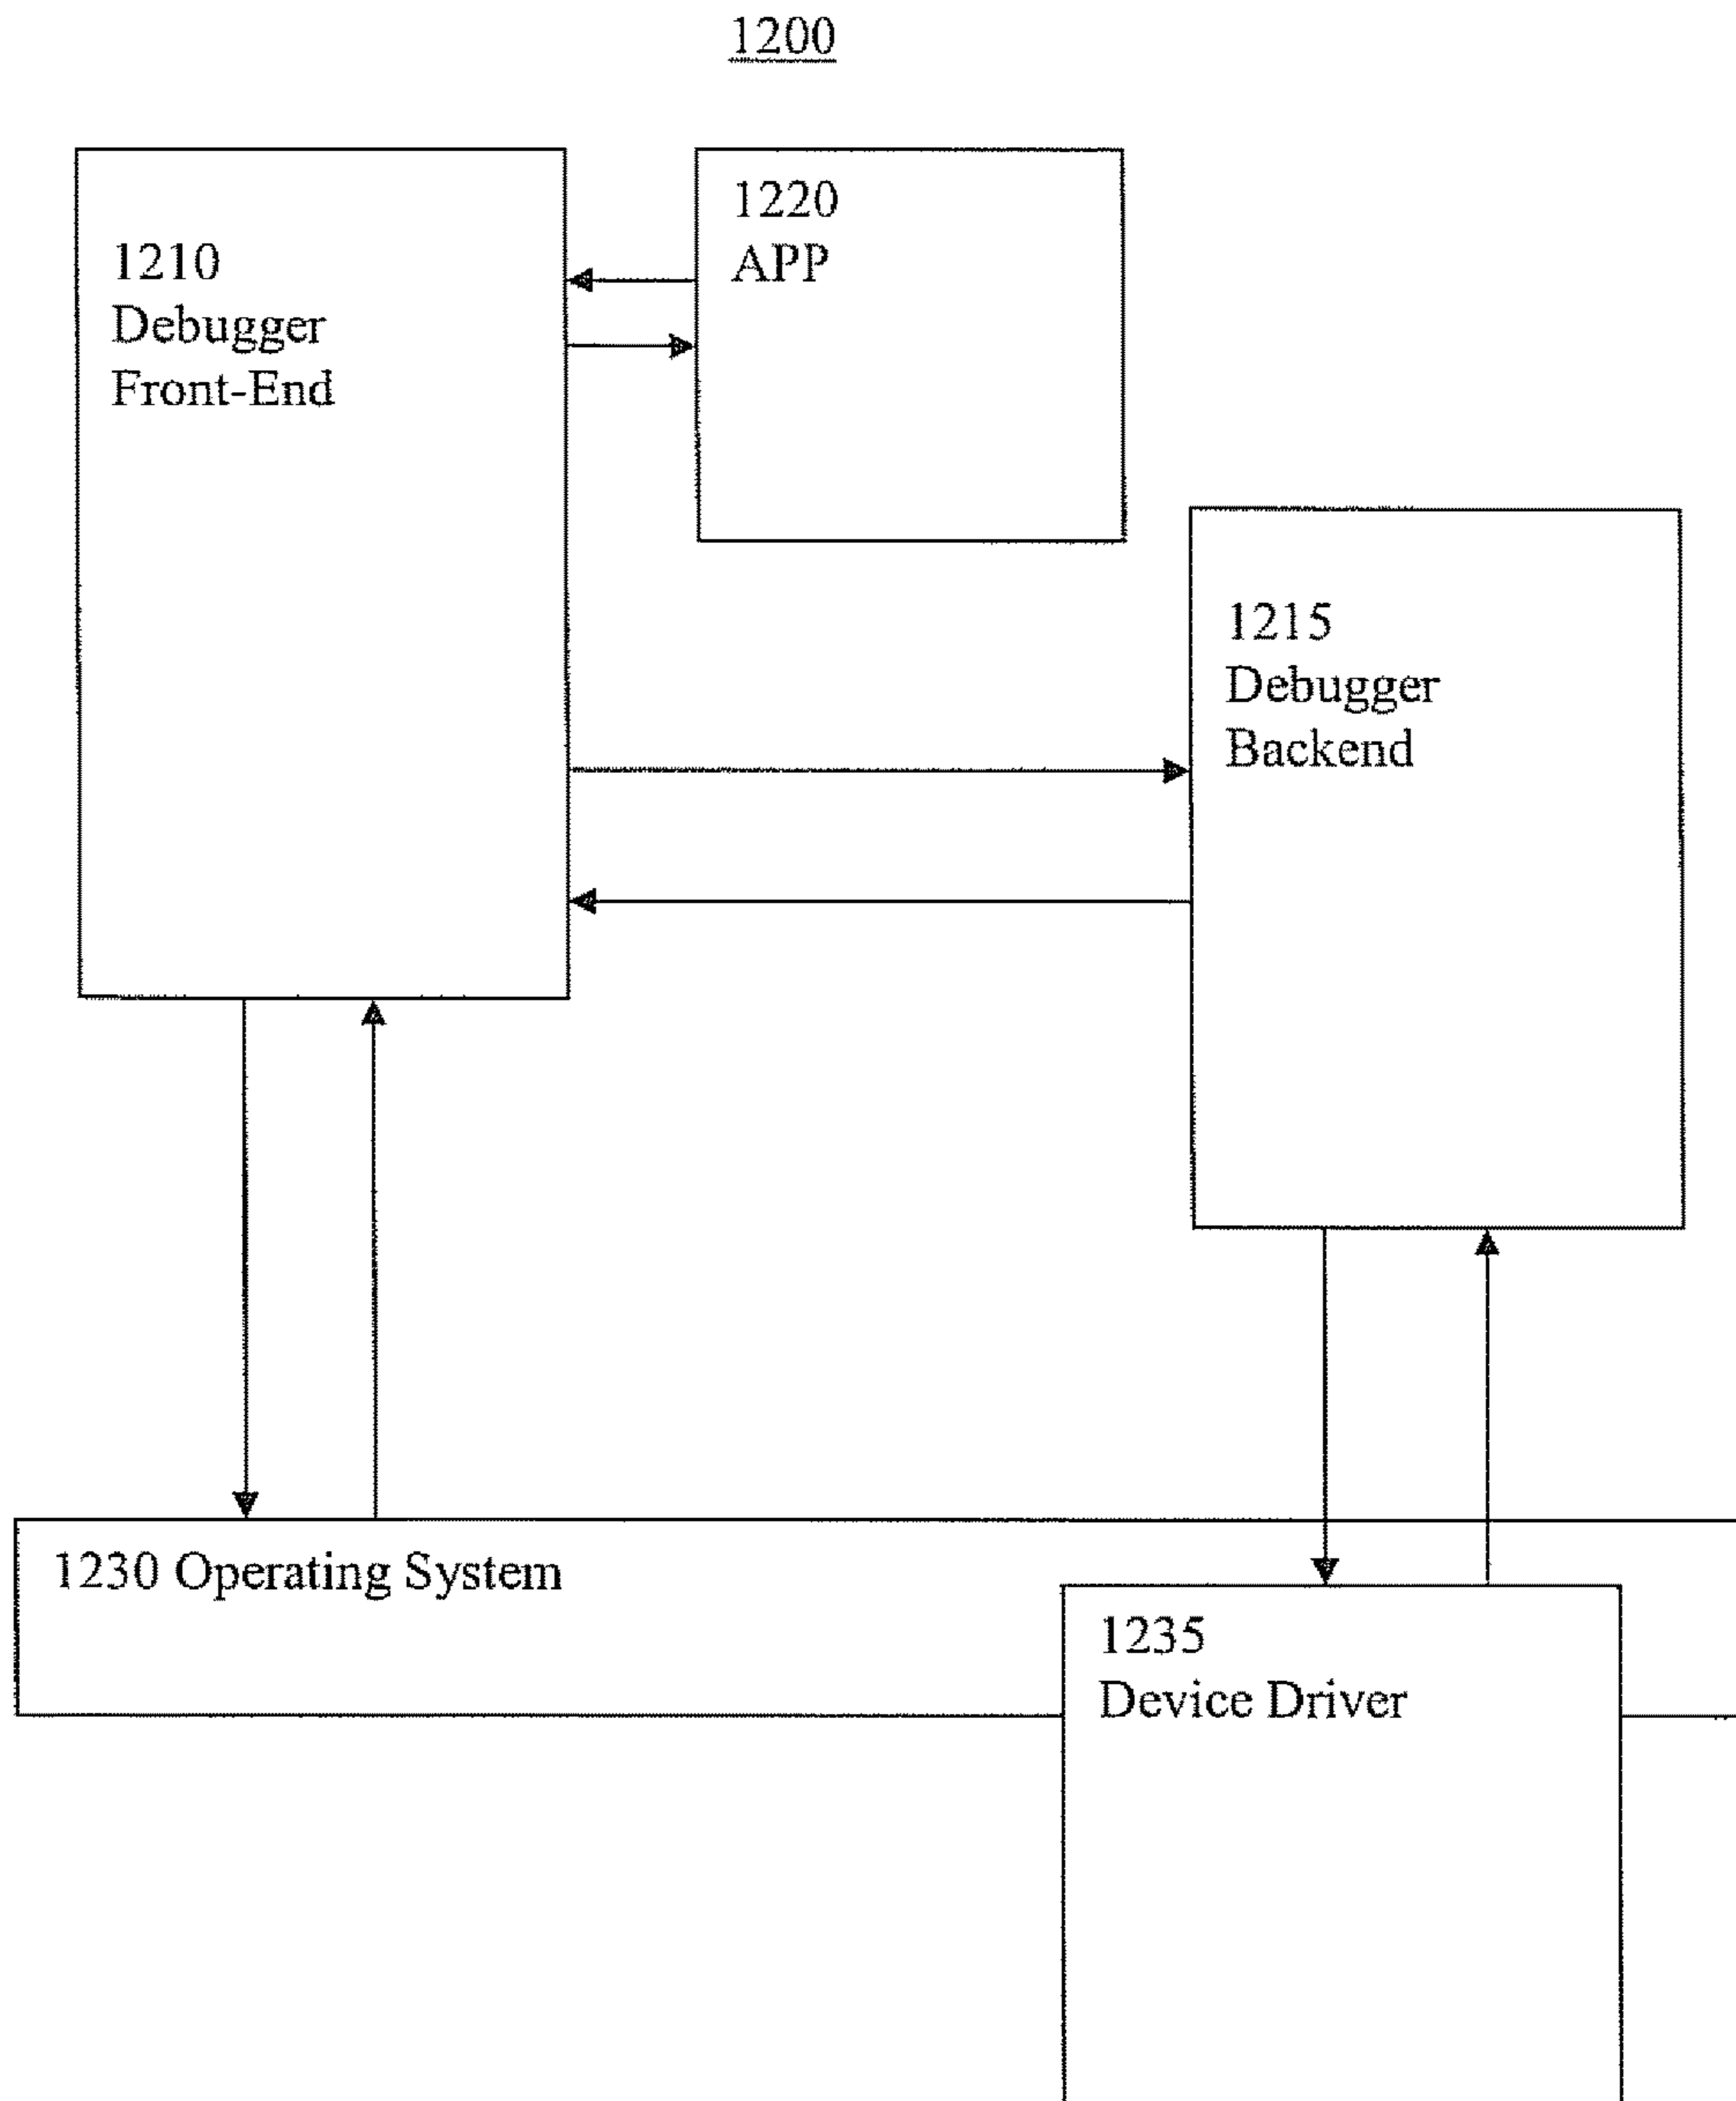 1200
1210
Debugger
Front-End
1220
APP
1215
Debugger
Backend
1230 Operating System
1235
Device Driver